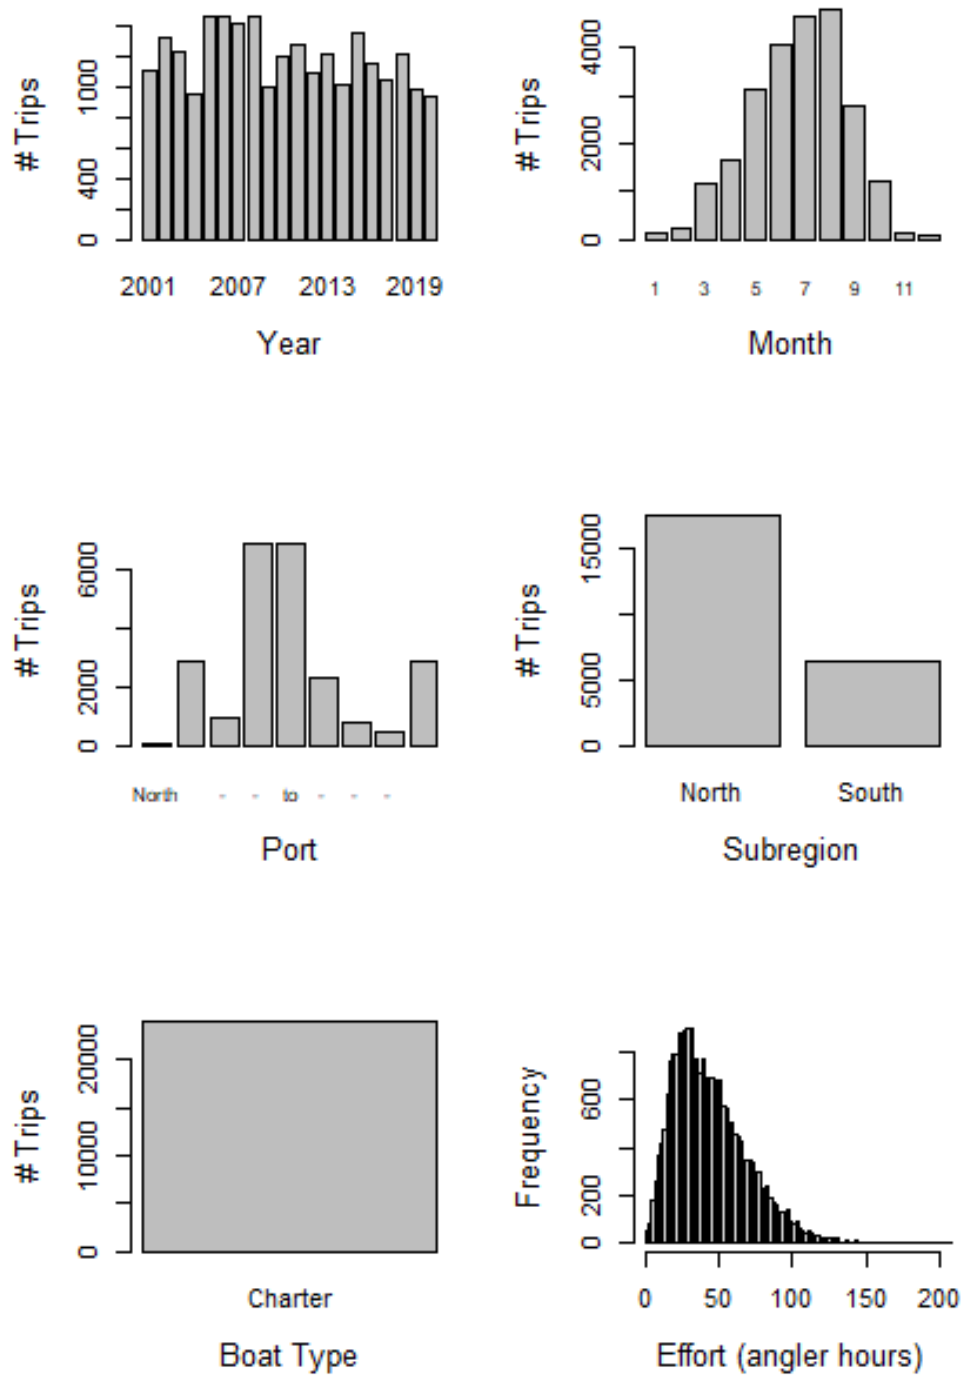 # Trips
0 400 1000
2001 2007 2013 2019
Year
# Trips
0 2000 4000
1 3 5 7 9 11
Month
# Trips
0 2000 6000
North - - to - - -
Port
# Trips
0 5000 15000
North South
Subregion
# Trips
0 10000 20000
Charter
Boat Type
Frequency
0 200 600
0 50 100 150 200
Effort (angler hours)